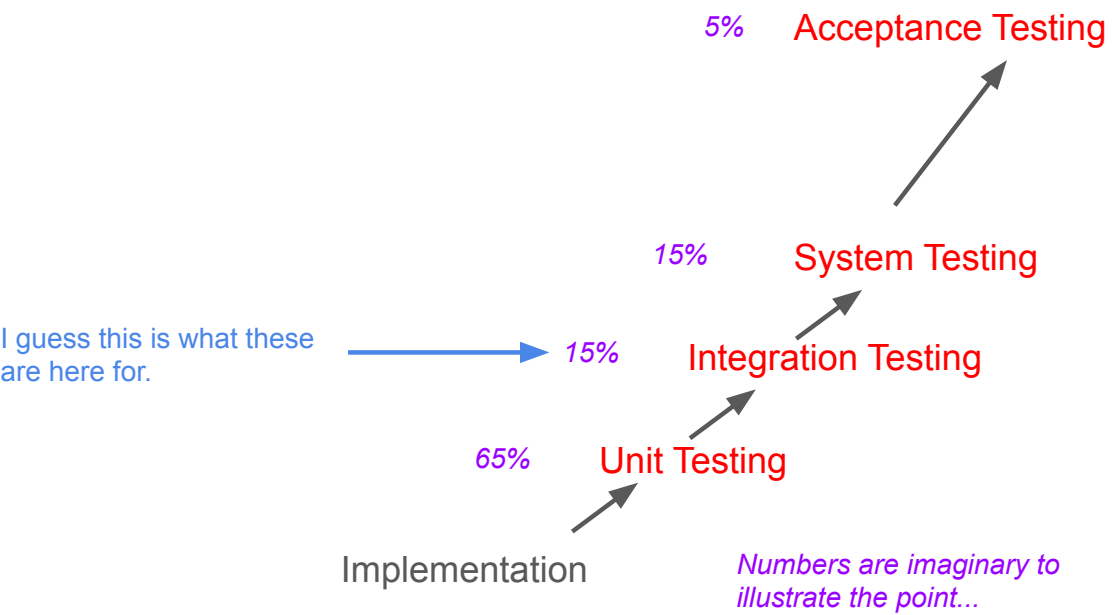 5% Acceptance Testing
15% System Testing
I guess this is what these
are here for.
15% Integration Testing
65% Unit Testing
Implementation
Numbers are imaginary to
illustrate the point...